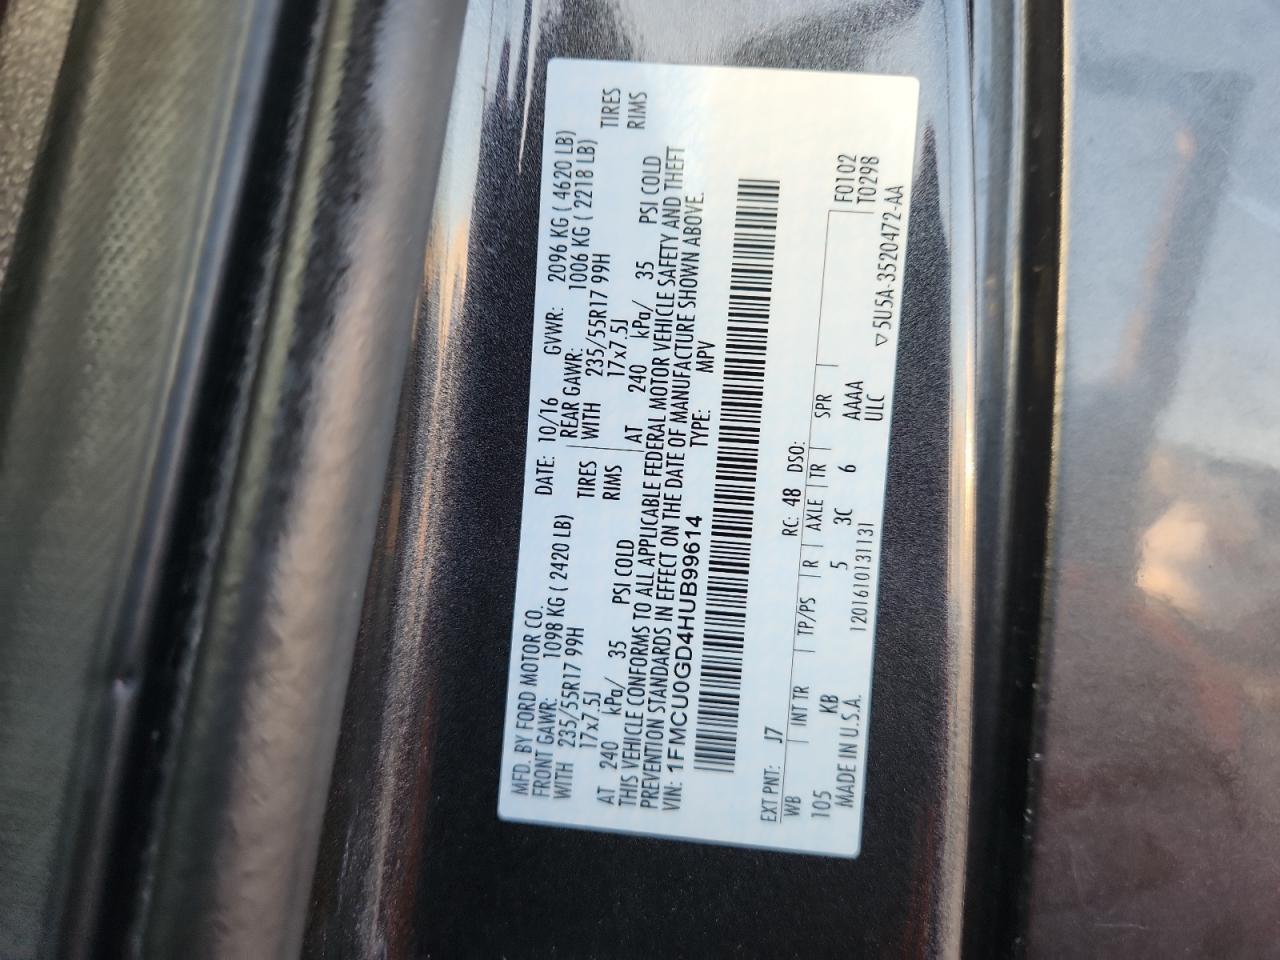 MFD. BY FORD MOTOR CO. DATE: 10/16 GVWR: 2096 KG ( 4620 LB)
FRONT GAWR: 1098 KG ( 2420 LB) REAR GAWR: 1006 KG ( 2218 LB)
WITH 235/55R17 99H TIRES WITH 235/55R17 99H TIRES
17x7.5J RIMS 17x7.5J RIMS
AT 240 kPa/ 35 PSI COLD AT 240 kPa/ 35 PSI COLD
THIS VEHICLE CONFORMS TO ALL APPLICABLE FEDERAL MOTOR VEHICLE SAFETY AND THEFT
PREVENTION STANDARDS IN EFFECT ON THE DATE OF MANUFACTURE SHOWN ABOVE.
VIN: 1FMCU0GD4HUB99614 TYPE: MPV
EXT PNT: J7 RC: 48 DSO:
WB INT TR TP/PS R AXLE TR SPR F0102
105 KB 5 3C 6 AAAA T0298
MADE IN U.S.A. 1201610131131 ULC ▽5U5A-3520472-AA